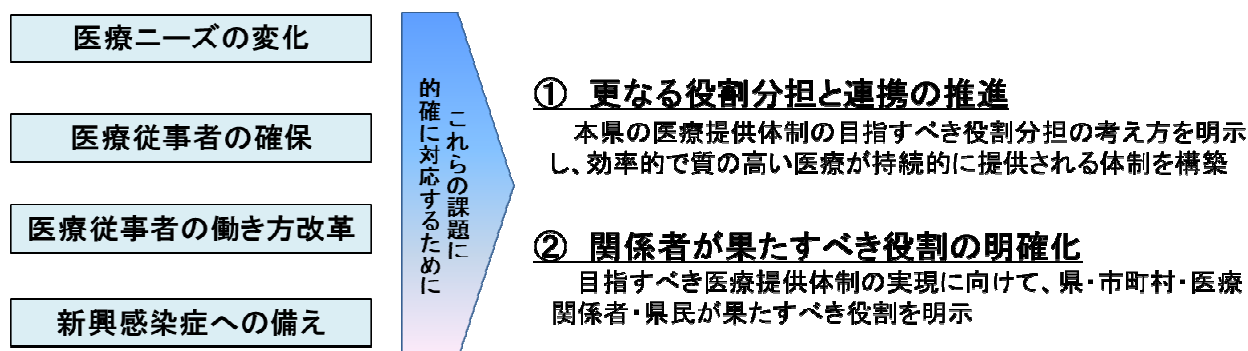 医療ニーズの変化
医療従事者の確保
医療従事者の働き方改革
新興感染症への備え
これらの課題に
的確に対応するために
① 更なる役割分担と連携の推進
本県の医療提供体制の目指すべき役割分担の考え方を明示
し、効率的で質の高い医療が持続的に提供される体制を構築
② 関係者が果たすべき役割の明確化
目指すべき医療提供体制の実現に向けて、県・市町村・医療
関係者・県民が果たすべき役割を明示